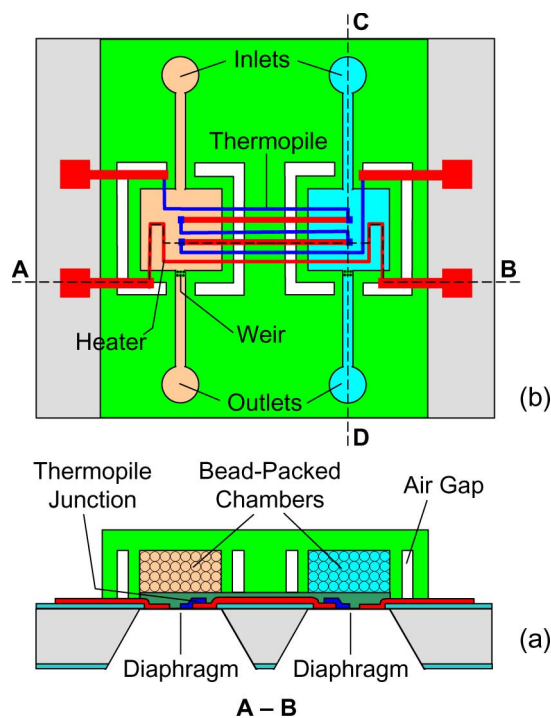 C
Inlets
Thermopile
A
B
Heater
Weir
Outlets
(b)
D
Thermopile
Junction
Bead-Packed
Chambers
Air Gap
(a)
Diaphragm
Diaphragm
A – B